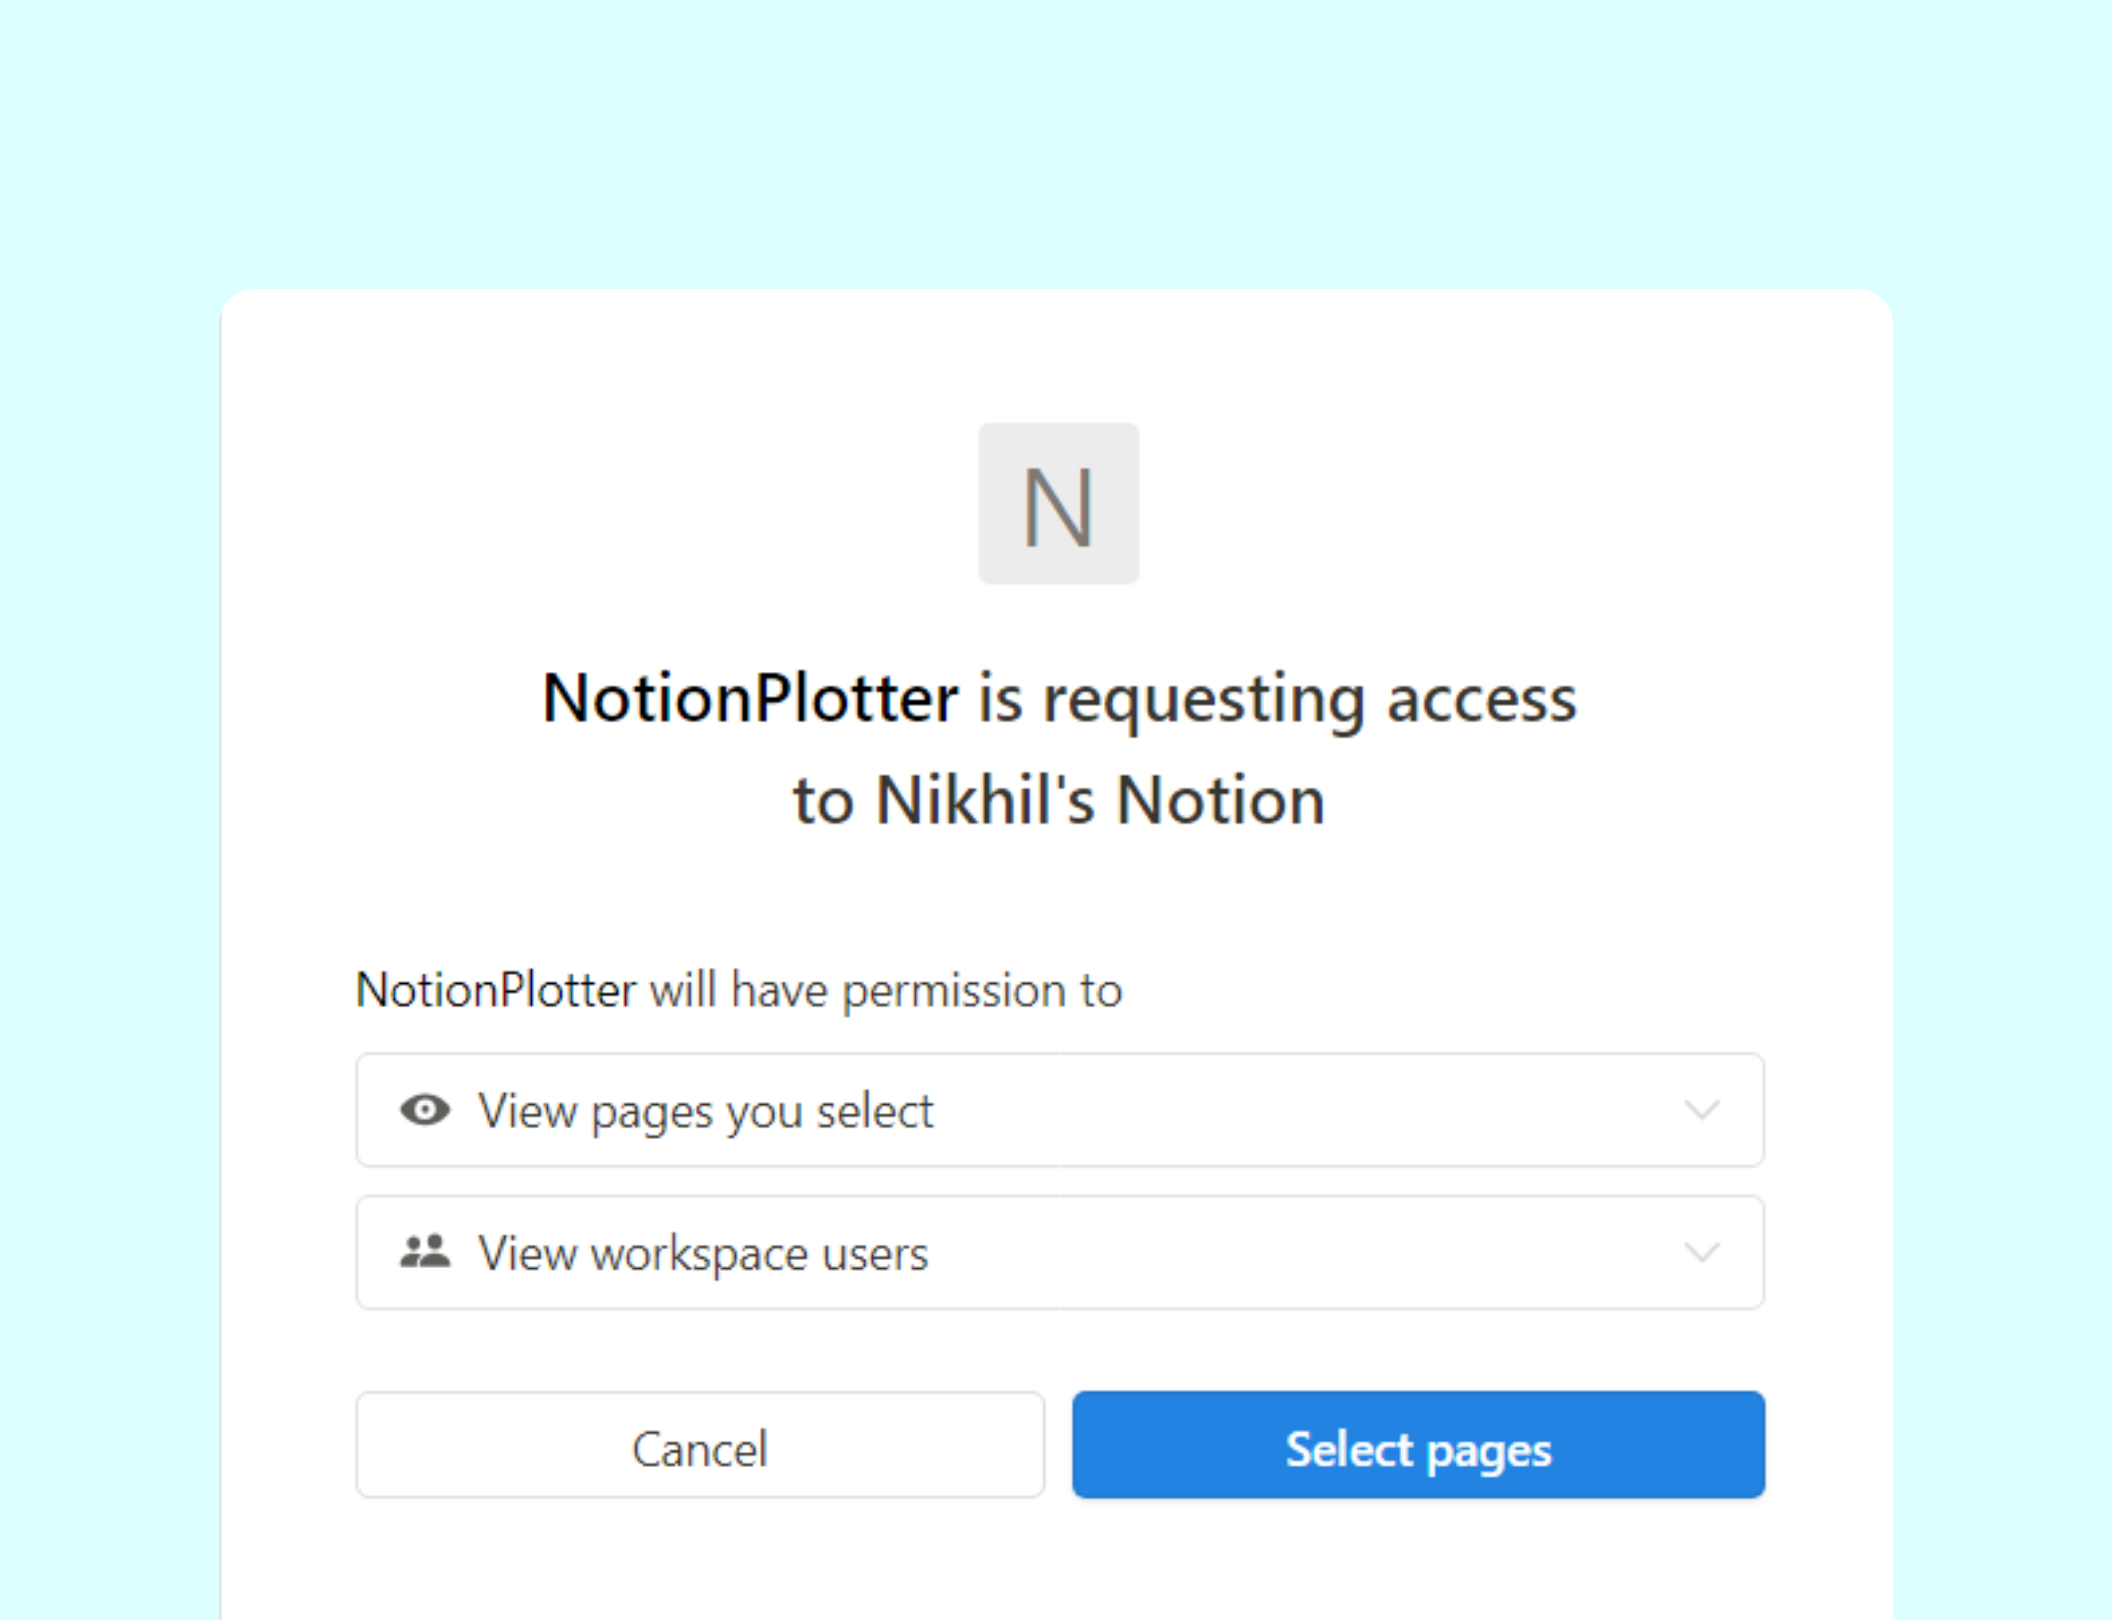 N
NotionPlotter is requesting access
to Nikhil's Notion
NotionPlotter will have permission to
View pages you select
View workspace users
Cancel
Select pages